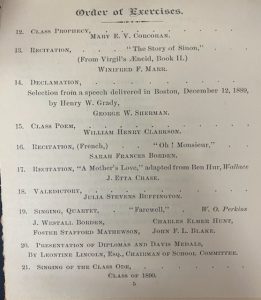 Order of Exercises.
12. Class Prophecy, . . . . . .
Mary E. V. Corcoran.
13. Recitation, . . . "The Story of Sinon,"
(From Virgil's Æneid, Book II.)
Winifred F. Marr.
14. Declamation, . . . . . .
Selection from a speech delivered in Boston, December 12, 1889,
by Henry W. Grady,
George W. Sherman.
15. Class Poem, . . . . . .
William Henry Clarkson.
16. Recitation, (French,) . . "Oh! Monsieur," . .
Sarah Frances Borden.
17. Recitation, "A Mother's Love," adapted from Ben Hur, Wallace
J. Etta Chase.
18. Valedictory, . . . . . .
Julia Stevens Buffington.
19. Singing, Quartet, . "Farewell," . W. O. Perkins
J. Westall Borden, Charles Elmer Hunt,
Foster Stafford Mathewson, John F. L. Blake.
20. Presentation of Diplomas and Davis Medals,
By Leontine Lincoln, Esq., Chairman of School Committee.
21. Singing of the Class Ode, . . . .
Class of 1890.
5